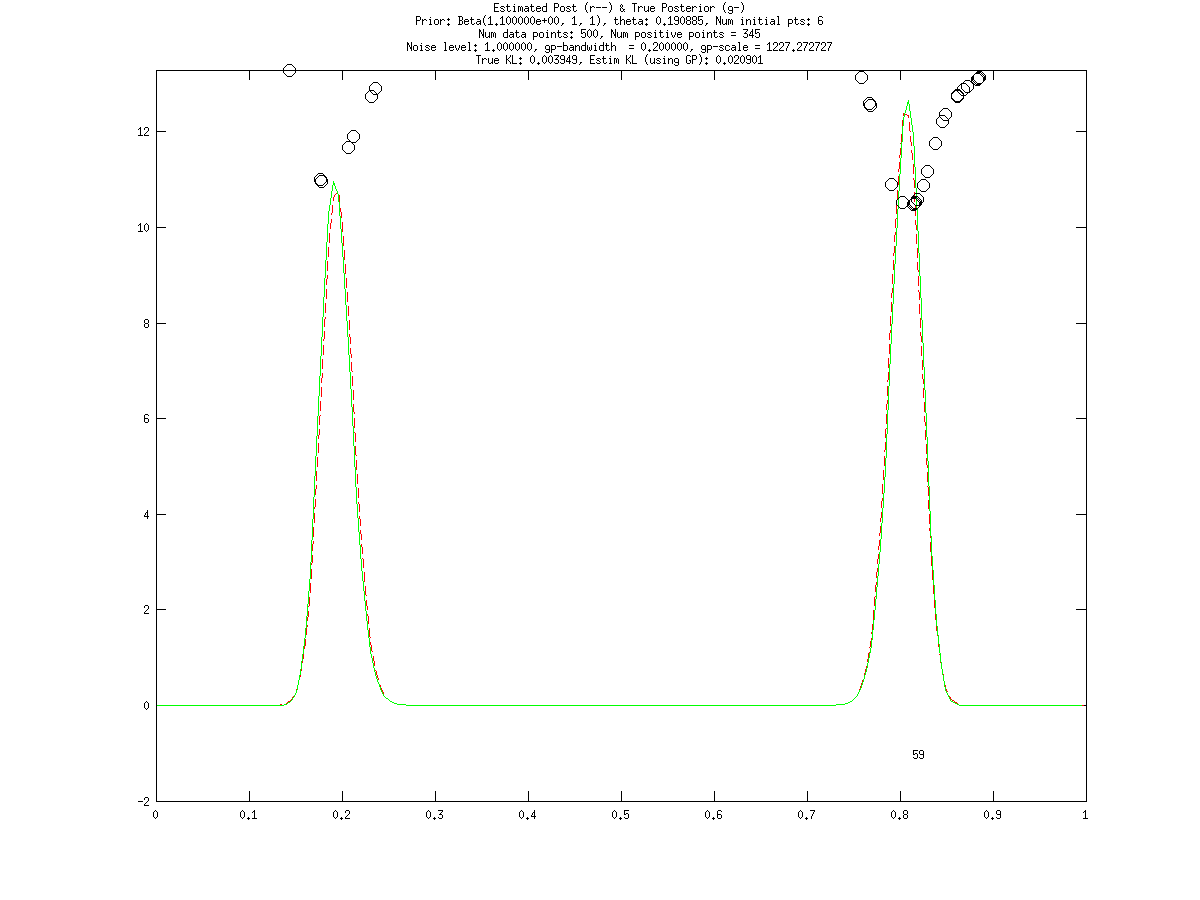 Estimated Post (r--) & True Posterior (g-)
Prior: Beta(1.100000e+00, 1, 1), theta: 0.190885, Num initial pts: 6
Num data points: 500, Num positive points = 345
Noise level: 1.000000, gp-bandwidth  = 0.200000, gp-scale = 1227.272727
True KL: 0.003949, Estim KL (using GP): 0.020901
12
10
8
6
4
2
0
59
-2
0 0.1 0.2 0.3 0.4 0.5 0.6 0.7 0.8 0.9 1